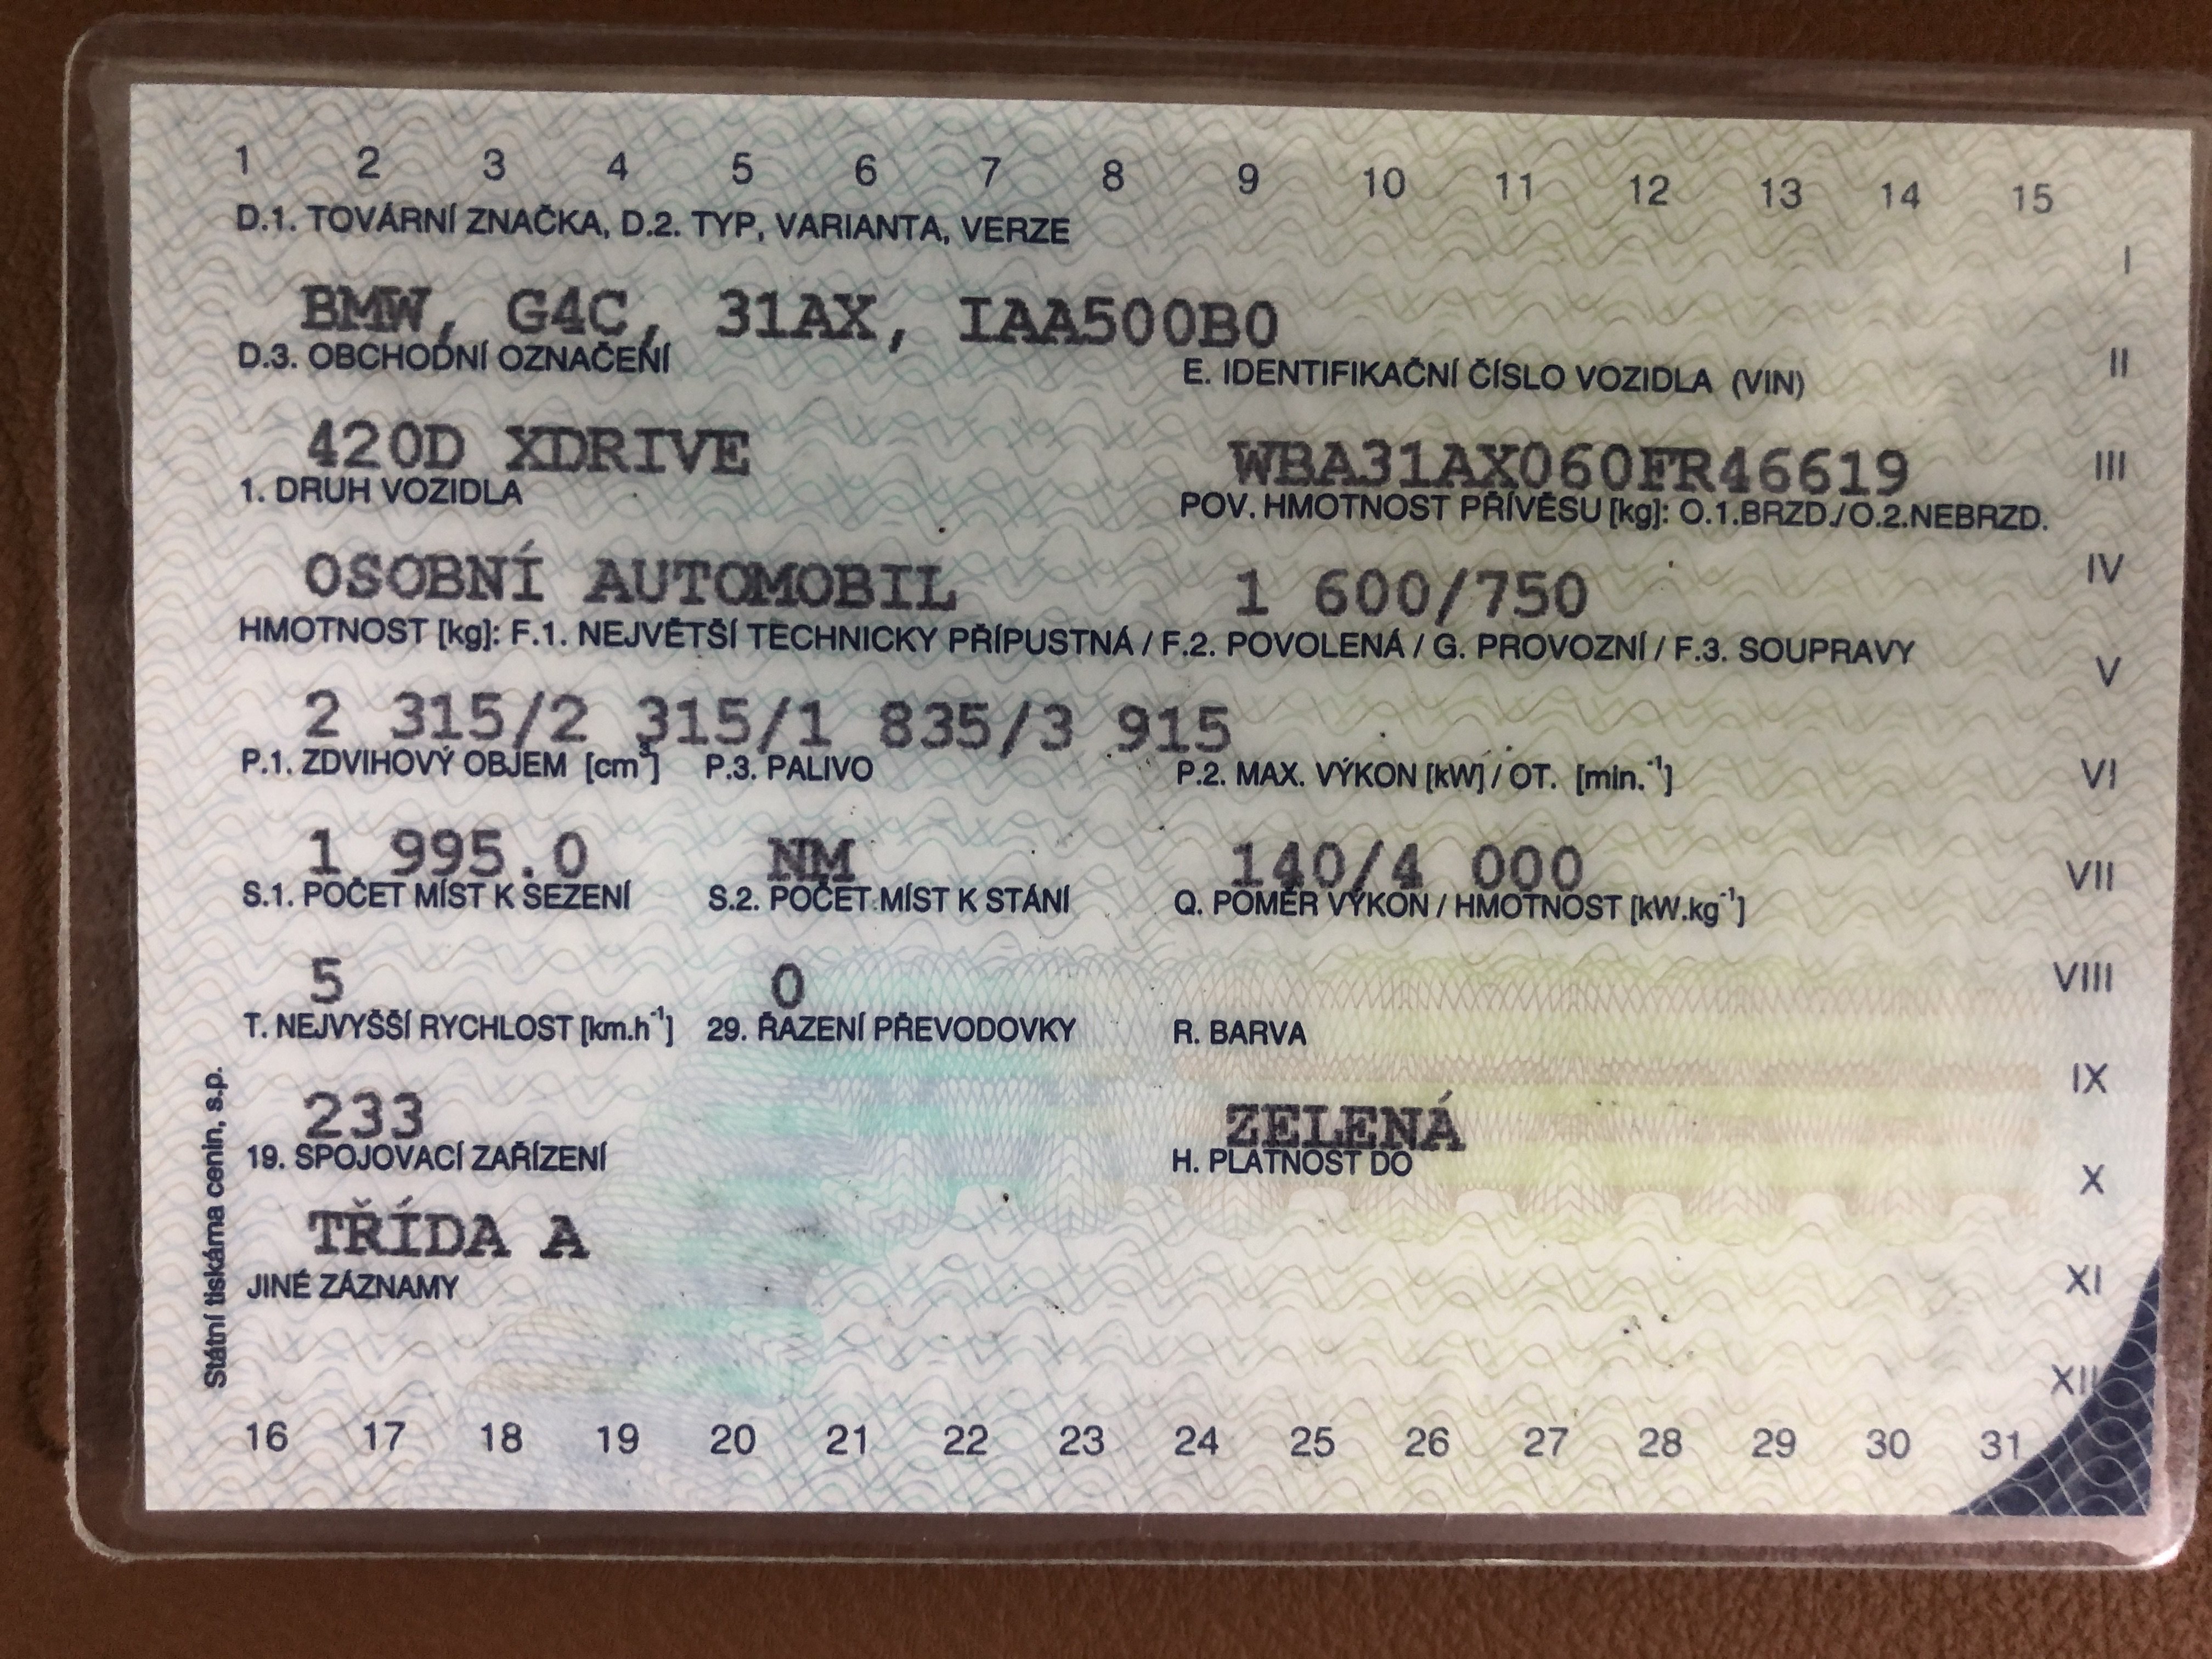 1 2 3 4 5 6 7 8 9 10 11 12 13 14 15
D.1. TOVÁRNÍ ZNAČKA, D.2. TYP, VARIANTA, VERZE
I
BMW, G4C, 31AX, IAA500B0
D.3. OBCHODNÍ OZNAČENÍ E. IDENTIFIKAČNÍ ČÍSLO VOZIDLA (VIN)
II
420D XDRIVE WBA31AX060FR46619
III
1. DRUH VOZIDLA POV. HMOTNOST PŘÍVĚSU [kg]: O.1.BRZD./O.2.NEBRZD.
OSOBNÍ AUTOMOBIL 1 600/750
IV
HMOTNOST [kg]: F.1. NEJVĚTŠÍ TECHNICKY PŘÍPUSTNÁ / F.2. POVOLENÁ / G. PROVOZNÍ / F.3. SOUPRAVY
V
2 315/2 315/1 835/3 915
P.1. ZDVIHOVÝ OBJEM [cm³] P.3. PALIVO P.2. MAX. VÝKON [kW] / OT. [min.⁻¹]
VI
1 995.0 NM 140/4 000
VII
S.1. POČET MÍST K SEZENÍ S.2. POČET MÍST K STÁNÍ Q. POMĚR VÝKON / HMOTNOST [kW.kg⁻¹]
5 0
VIII
T. NEJVYŠŠÍ RYCHLOST [km.h⁻¹] 29. ŘAZENÍ PŘEVODOVKY R. BARVA
IX
233 ZELENÁ
19. SPOJOVACÍ ZAŘÍZENÍ H. PLATNOST DO
X
TŘÍDA A
JINÉ ZÁZNAMY
XI
XII
Státní tiskárna cenin, s.p.
16 17 18 19 20 21 22 23 24 25 26 27 28 29 30 31